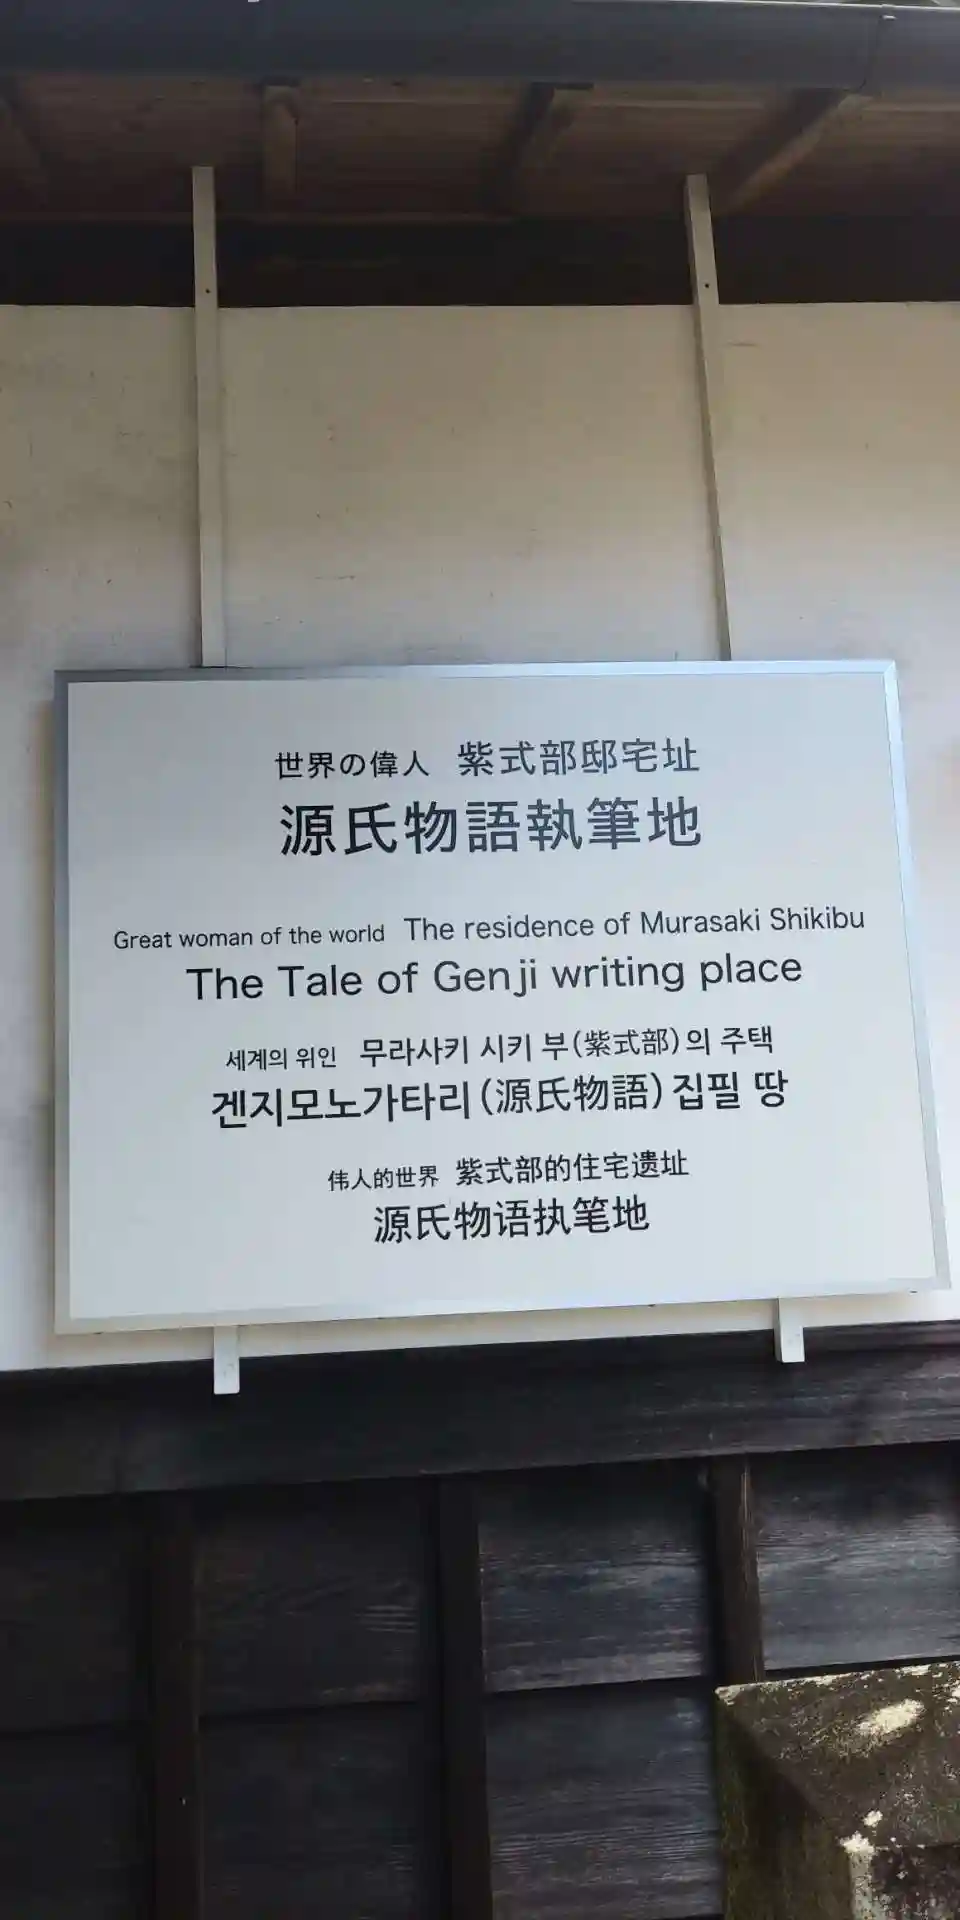 世界の偉人 紫式部邸宅址
源氏物語執筆地
Great woman of the world The residence of Murasaki Shikibu
The Tale of Genji writing place
세계의 위인 무라사키 시키 부(紫式部)의 주택
겐지모노가타리(源氏物語)집필 땅
伟人的世界 紫式部的住宅遗址
源氏物语执笔地